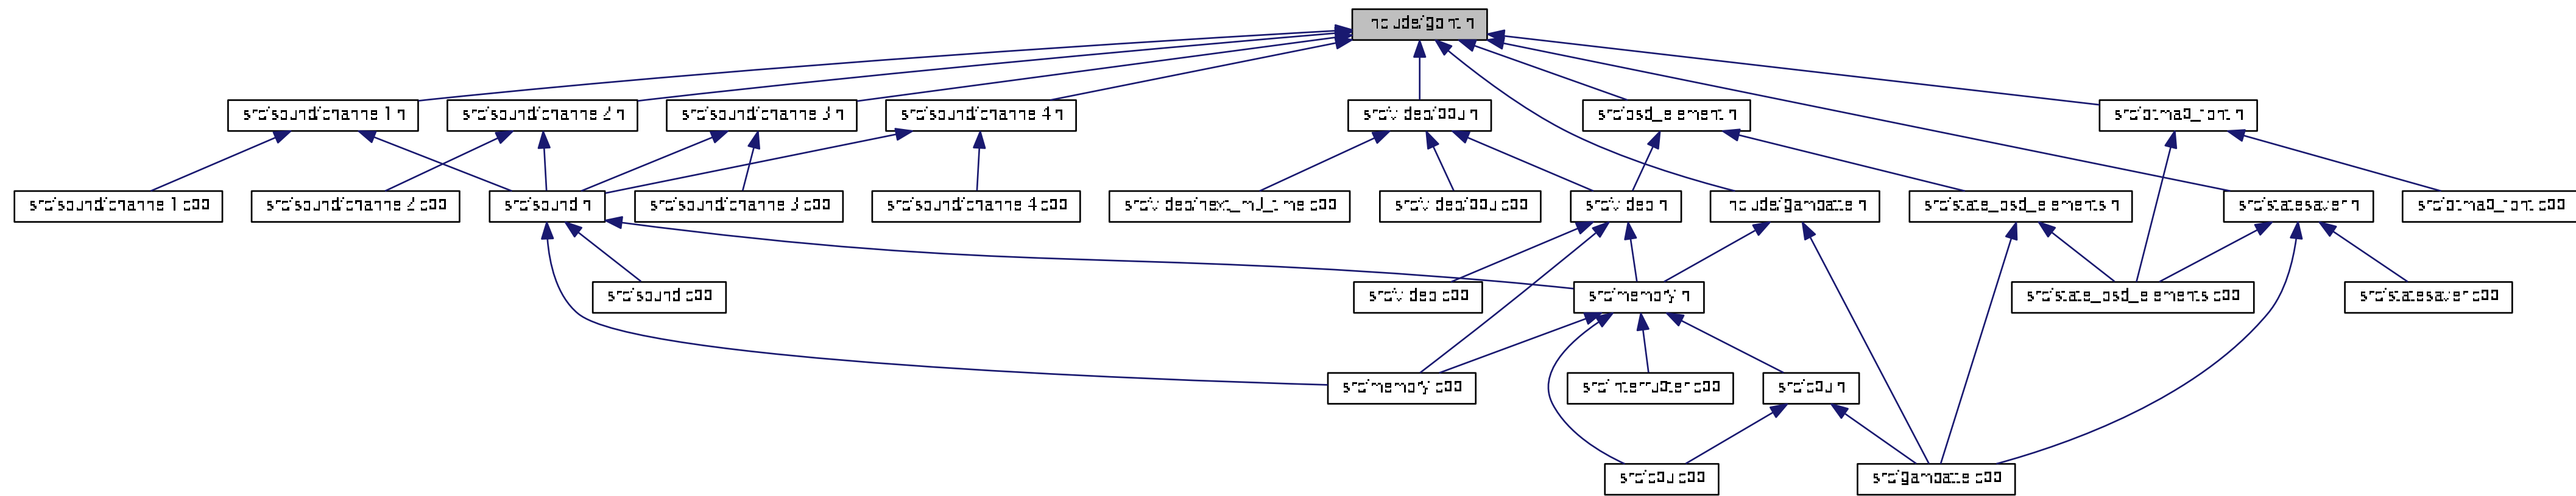 include/gbint.h
src/sound/channel1.h
src/sound/channel2.h
src/sound/channel3.h
src/sound/channel4.h
src/video/ppu.h
src/osd_element.h
src/bitmap_font.h
src/sound/channel1.cpp
src/sound/channel2.cpp
src/sound.h
src/sound/channel3.cpp
src/sound/channel4.cpp
src/video/next_m0_time.cpp
src/video/ppu.cpp
src/video.h
include/gambatte.h
src/state_osd_elements.h
src/statesaver.h
src/bitmap_font.cpp
src/sound.cpp
src/video.cpp
src/memory.h
src/state_osd_elements.cpp
src/statesaver.cpp
src/memory.cpp
src/interrupter.cpp
src/cpu.h
src/cpu.cpp
src/gambatte.cpp